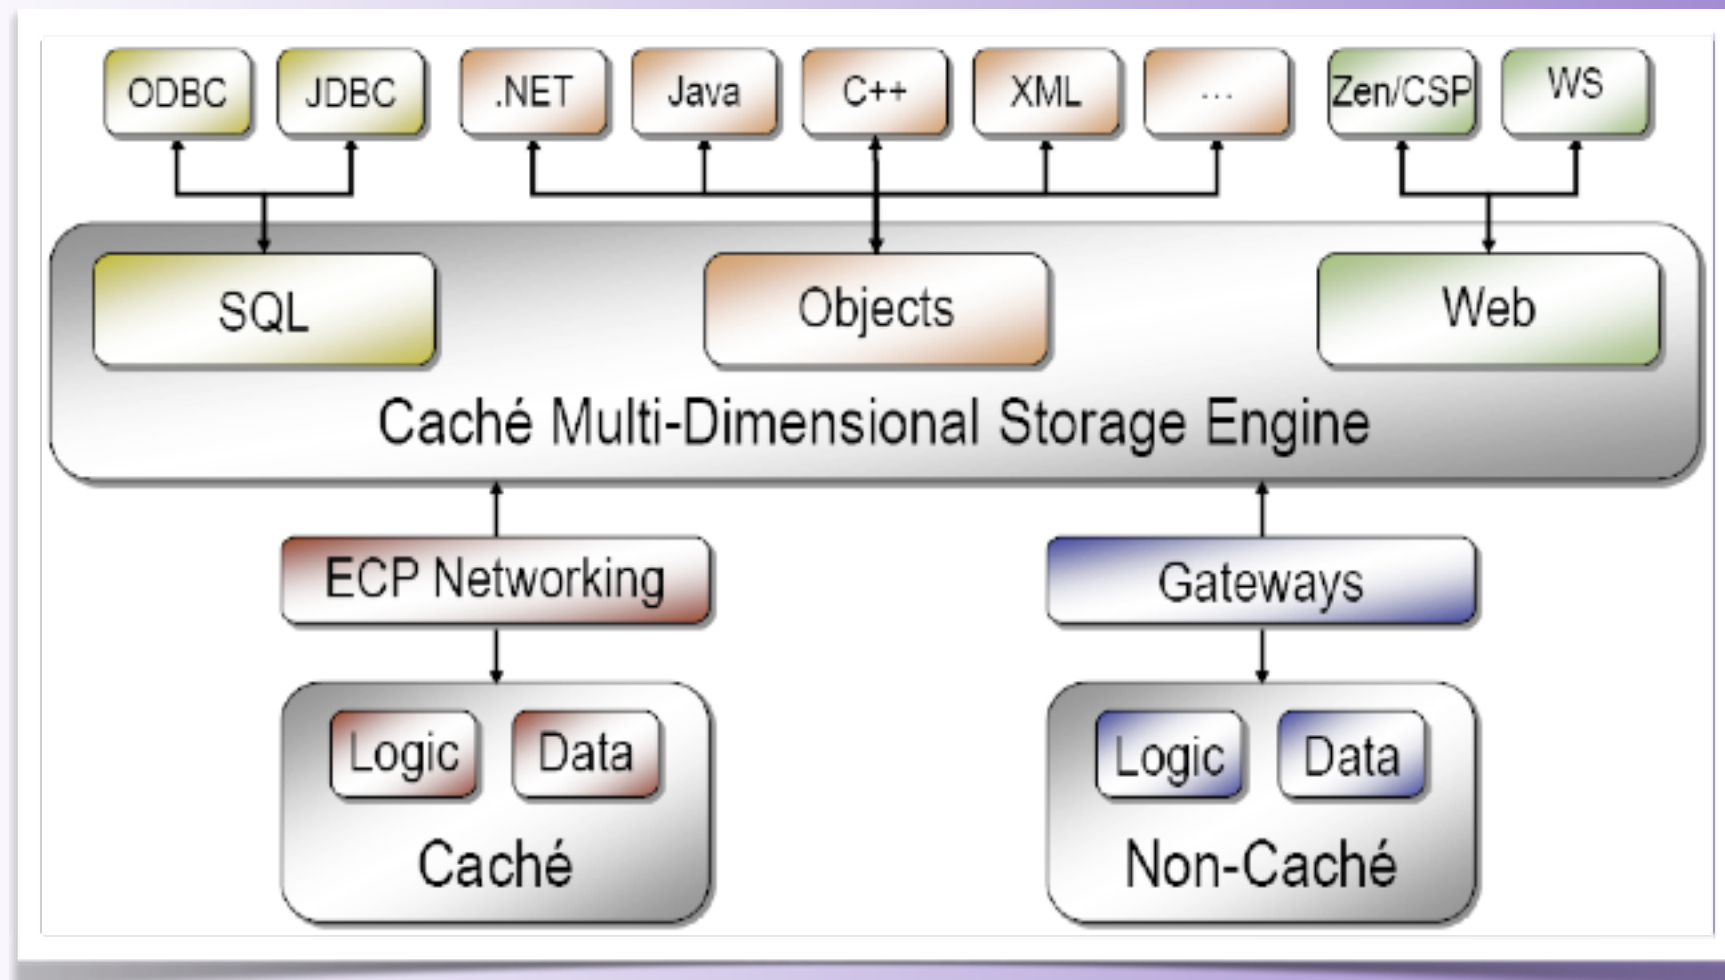 ODBC JDBC .NET Java C++ XML ... Zen/CSP WS
SQL Objects Web
Caché Multi-Dimensional Storage Engine
ECP Networking Gateways
Logic Data Logic Data
Caché Non-Caché